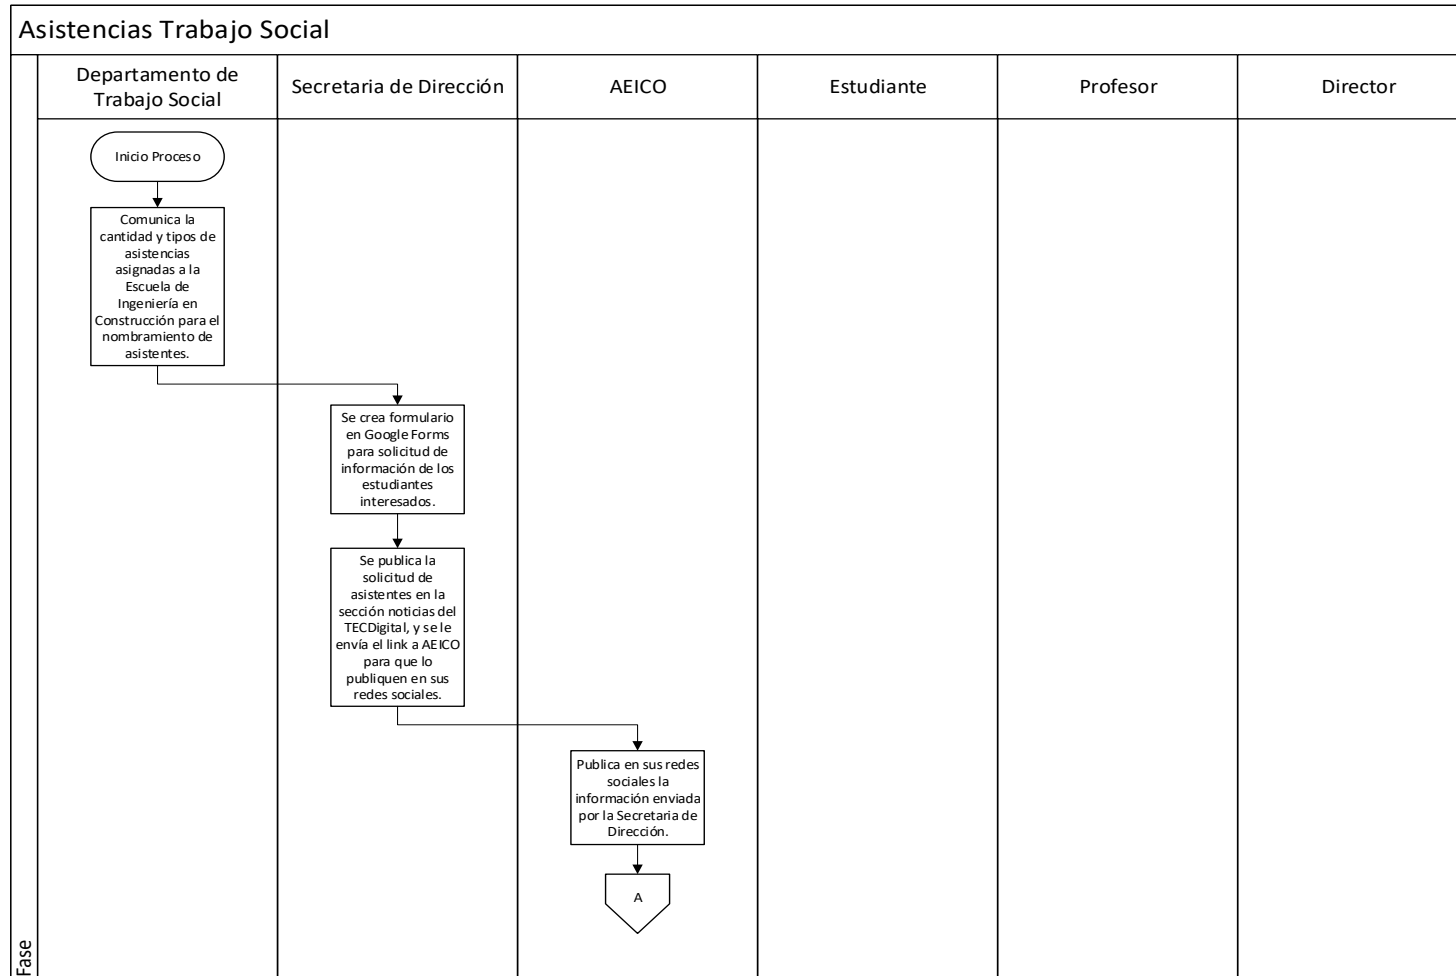 Asistencias Trabajo Social
Departamento de
Trabajo Social
Secretaria de Dirección
AEICO
Estudiante
Profesor
Director
Inicio Proceso
Comunica la
cantidad y tipos de
asistencias
asignadas a la
Escuela de
Ingeniería en
Construcción para el
nombramiento de
asistentes.
Se crea formulario
en Google Forms
para solicitud de
información de los
estudiantes
interesados.
Se publica la
solicitud de
asistentes en la
sección noticias del
TECDigital, y se le
envía el link a AEICO
para que lo
publiquen en sus
redes sociales.
Publica en sus redes
sociales la
información enviada
por la Secretaria de
Dirección.
A
Fase